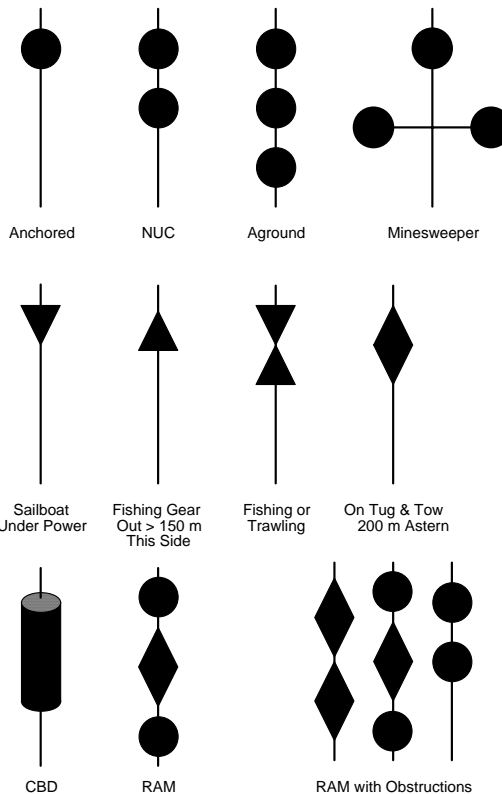 Anchored
NUC
Aground
Minesweeper
Sailboat
Under Power
Fishing Gear
Out > 150 m
This Side
Fishing or
Trawling
On Tug & Tow
200 m Astern
CBD
RAM
RAM with Obstructions